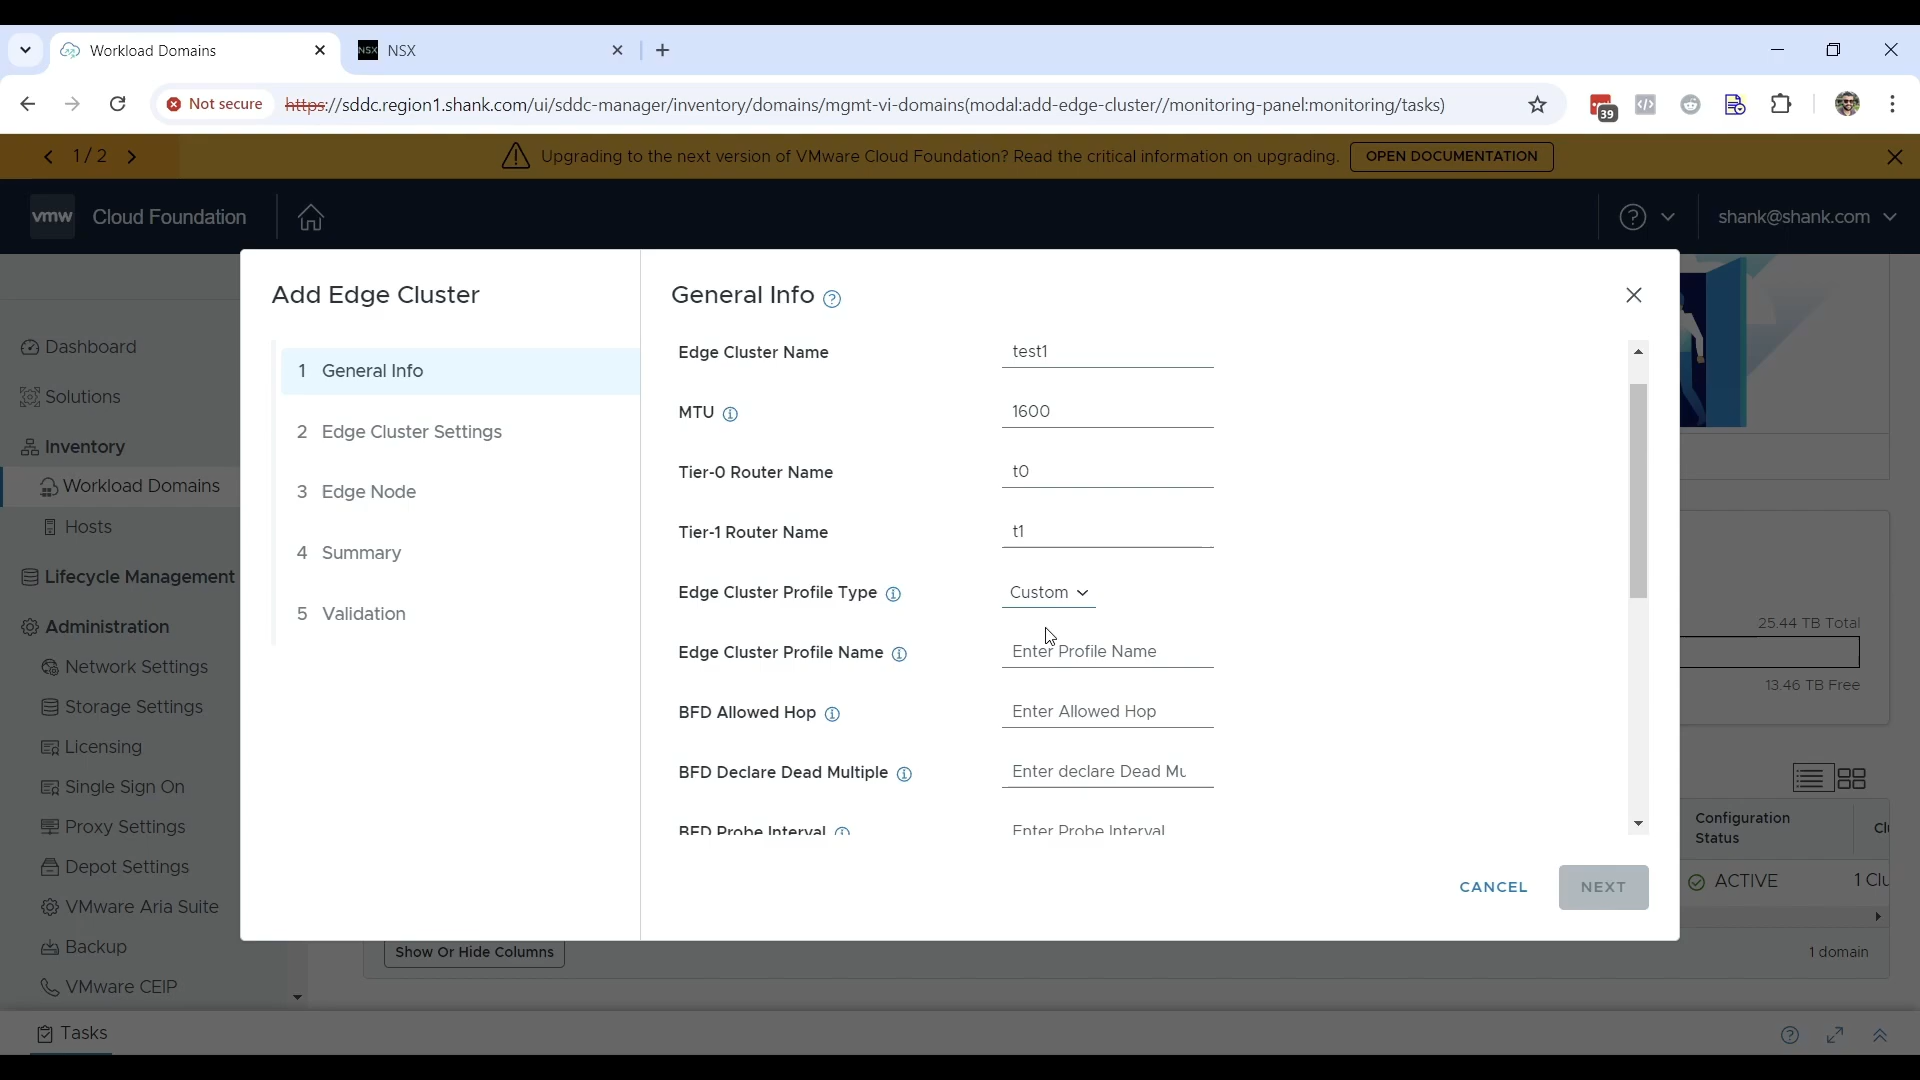 Workload Domains
NSX
NSX
Not secure
https://sddc.region1.shank.com/ui/sddc-manager/inventory/domains/mgmt-vi-domains(modal:add-edge-cluster//monitoring-panel:monitoring/tasks)
39
1 / 2
Upgrading to the next version of VMware Cloud Foundation? Read the critical information on upgrading.
OPEN DOCUMENTATION
vmw
Cloud Foundation
shank@shank.com
Dashboard
Solutions
Inventory
Workload Domains
Hosts
Lifecycle Management
Administration
Network Settings
Storage Settings
Licensing
Single Sign On
Proxy Settings
Depot Settings
VMware Aria Suite
Backup
VMware CEIP
Add Edge Cluster
1 General Info
2 Edge Cluster Settings
3 Edge Node
4 Summary
5 Validation
General Info
Edge Cluster Name
test1
MTU
1600
Tier-0 Router Name
t0
Tier-1 Router Name
t1
Edge Cluster Profile Type
Custom
Edge Cluster Profile Name
Enter Profile Name
BFD Allowed Hop
Enter Allowed Hop
BFD Declare Dead Multiple
Enter declare Dead Mu
BFD Probe Interval
Enter Probe Interval
CANCEL
NEXT
25.44 TB Total
13.46 TB Free
Configuration
Status
Clu
ACTIVE
1 Clu
Show Or Hide Columns
1 domain
Tasks